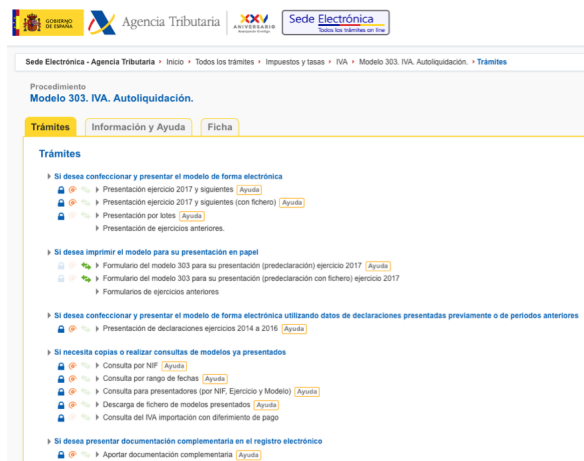 GOBIERNO
DE ESPAÑA
Agencia Tributaria
XXV
ANIVERSARIO
Sede Electrónica
Todos los trámites on line
Sede Electrónica - Agencia Tributaria Inicio Todos los trámites Impuestos y tasas IVA Modelo 303. IVA. Autoliquidación. Trámites
Procedimiento
Modelo 303. IVA. Autoliquidación.
Trámites Información y Ayuda Ficha
Trámites
Si desea confeccionar y presentar el modelo de forma electrónica
Presentación ejercicio 2017 y siguientes Ayuda
Presentación ejercicio 2017 y siguientes (con fichero) Ayuda
Presentación por lotes Ayuda
Presentación de ejercicios anteriores.
Si desea imprimir el modelo para su presentación en papel
Formulario del modelo 303 para su presentación (predeclaración) ejercicio 2017 Ayuda
Formulario del modelo 303 para su presentación (predeclaración con fichero) ejercicio 2017
Formularios de ejercicios anteriores
Si desea confeccionar y presentar el modelo de forma electrónica utilizando datos de declaraciones presentadas previamente o de periodos anteriores
Presentación de declaraciones ejercicios 2014 a 2016 Ayuda
Si necesita copias o realizar consultas de modelos ya presentados
Consulta por NIF Ayuda
Consulta por rango de fechas Ayuda
Consulta para presentadores (por NIF, Ejercicio y Modelo) Ayuda
Descarga de fichero de modelos presentados Ayuda
Consulta del IVA importación con diferimiento de pago
Si desea presentar documentación complementaria en el registro electrónico
Aportar documentación complementaria Ayuda